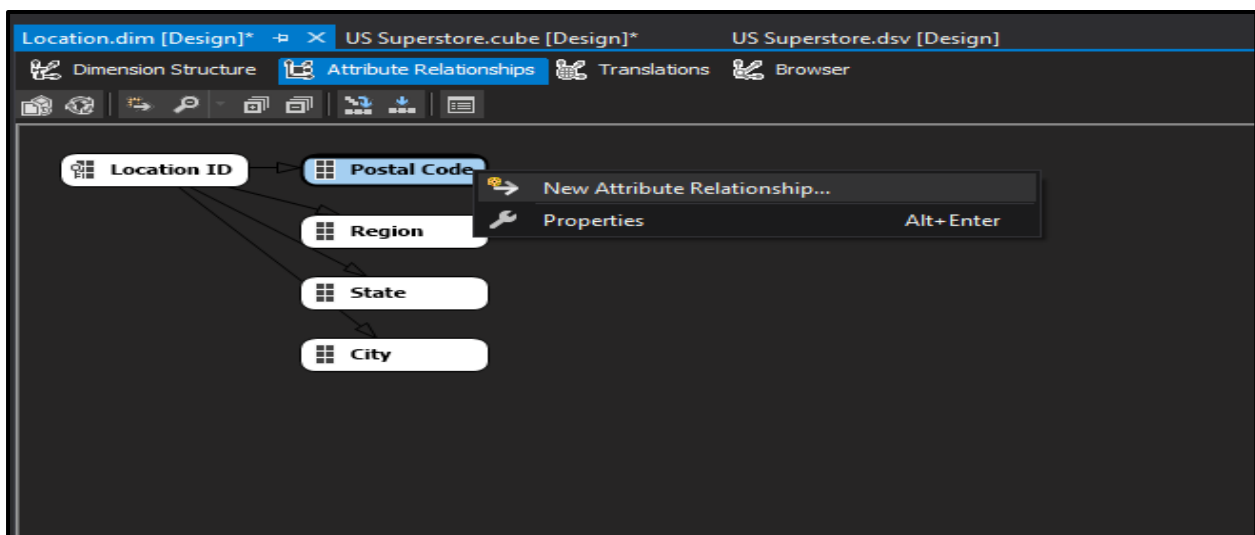 Location.dim [Design]* US Superstore.cube [Design]* US Superstore.dsv [Design]
Dimension Structure Attribute Relationships Translations Browser
Location ID Postal Code
New Attribute Relationship...
Region Properties Alt+Enter
State
City